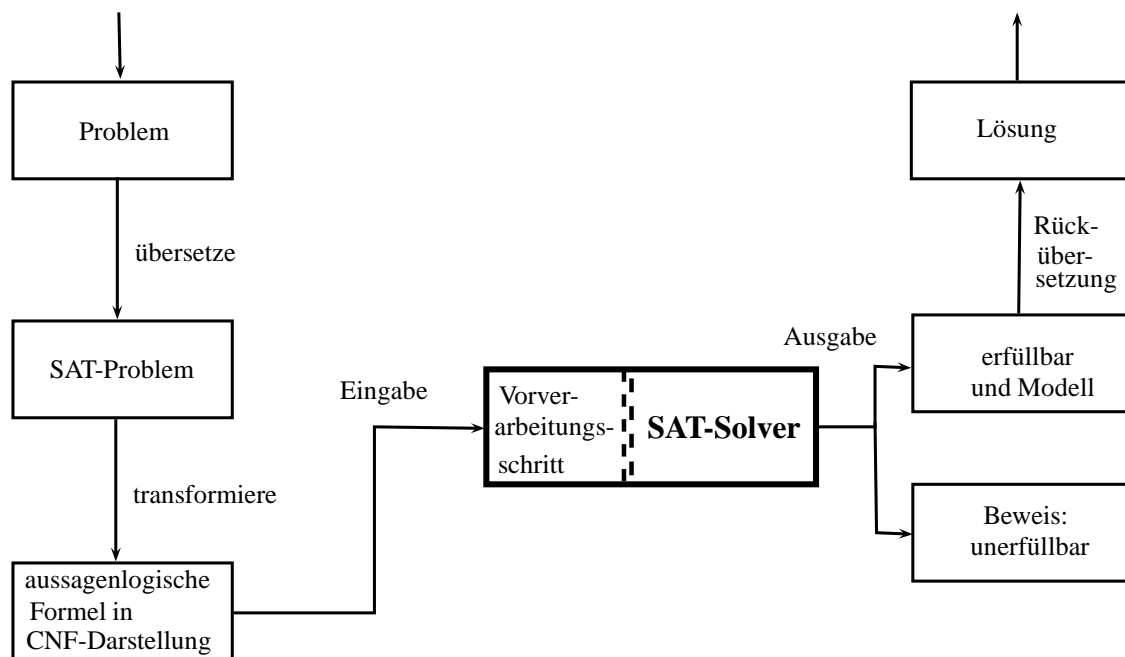 Problem
übersetze
SAT-Problem
transformiere
aussagenlogische
Formel in
CNF-Darstellung
Eingabe
Vorver-
arbeitungs-
schritt
SAT-Solver
Ausgabe
erfüllbar
und Modell
Beweis:
unerfüllbar
Rück-
über-
setzung
Lösung